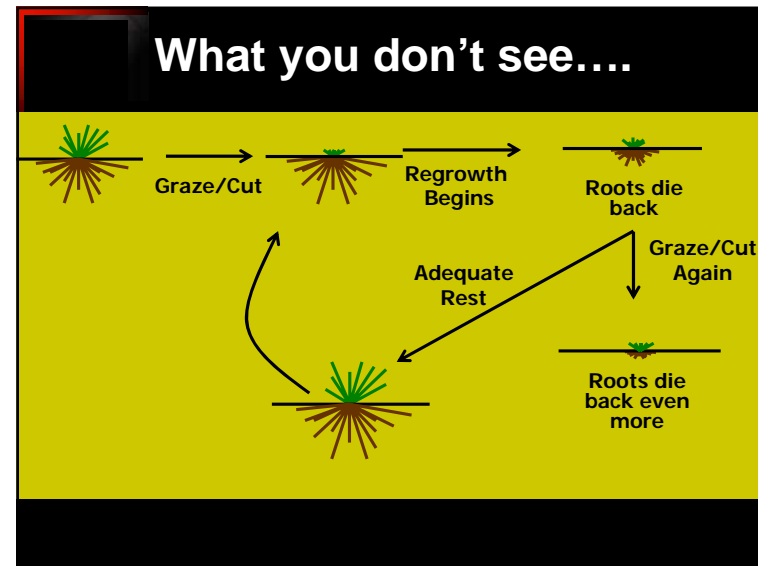 What you don’t see….
Graze/Cut
Regrowth
Begins
Roots die
back
Adequate
Rest
Graze/Cut
Again
Roots die
back even
more